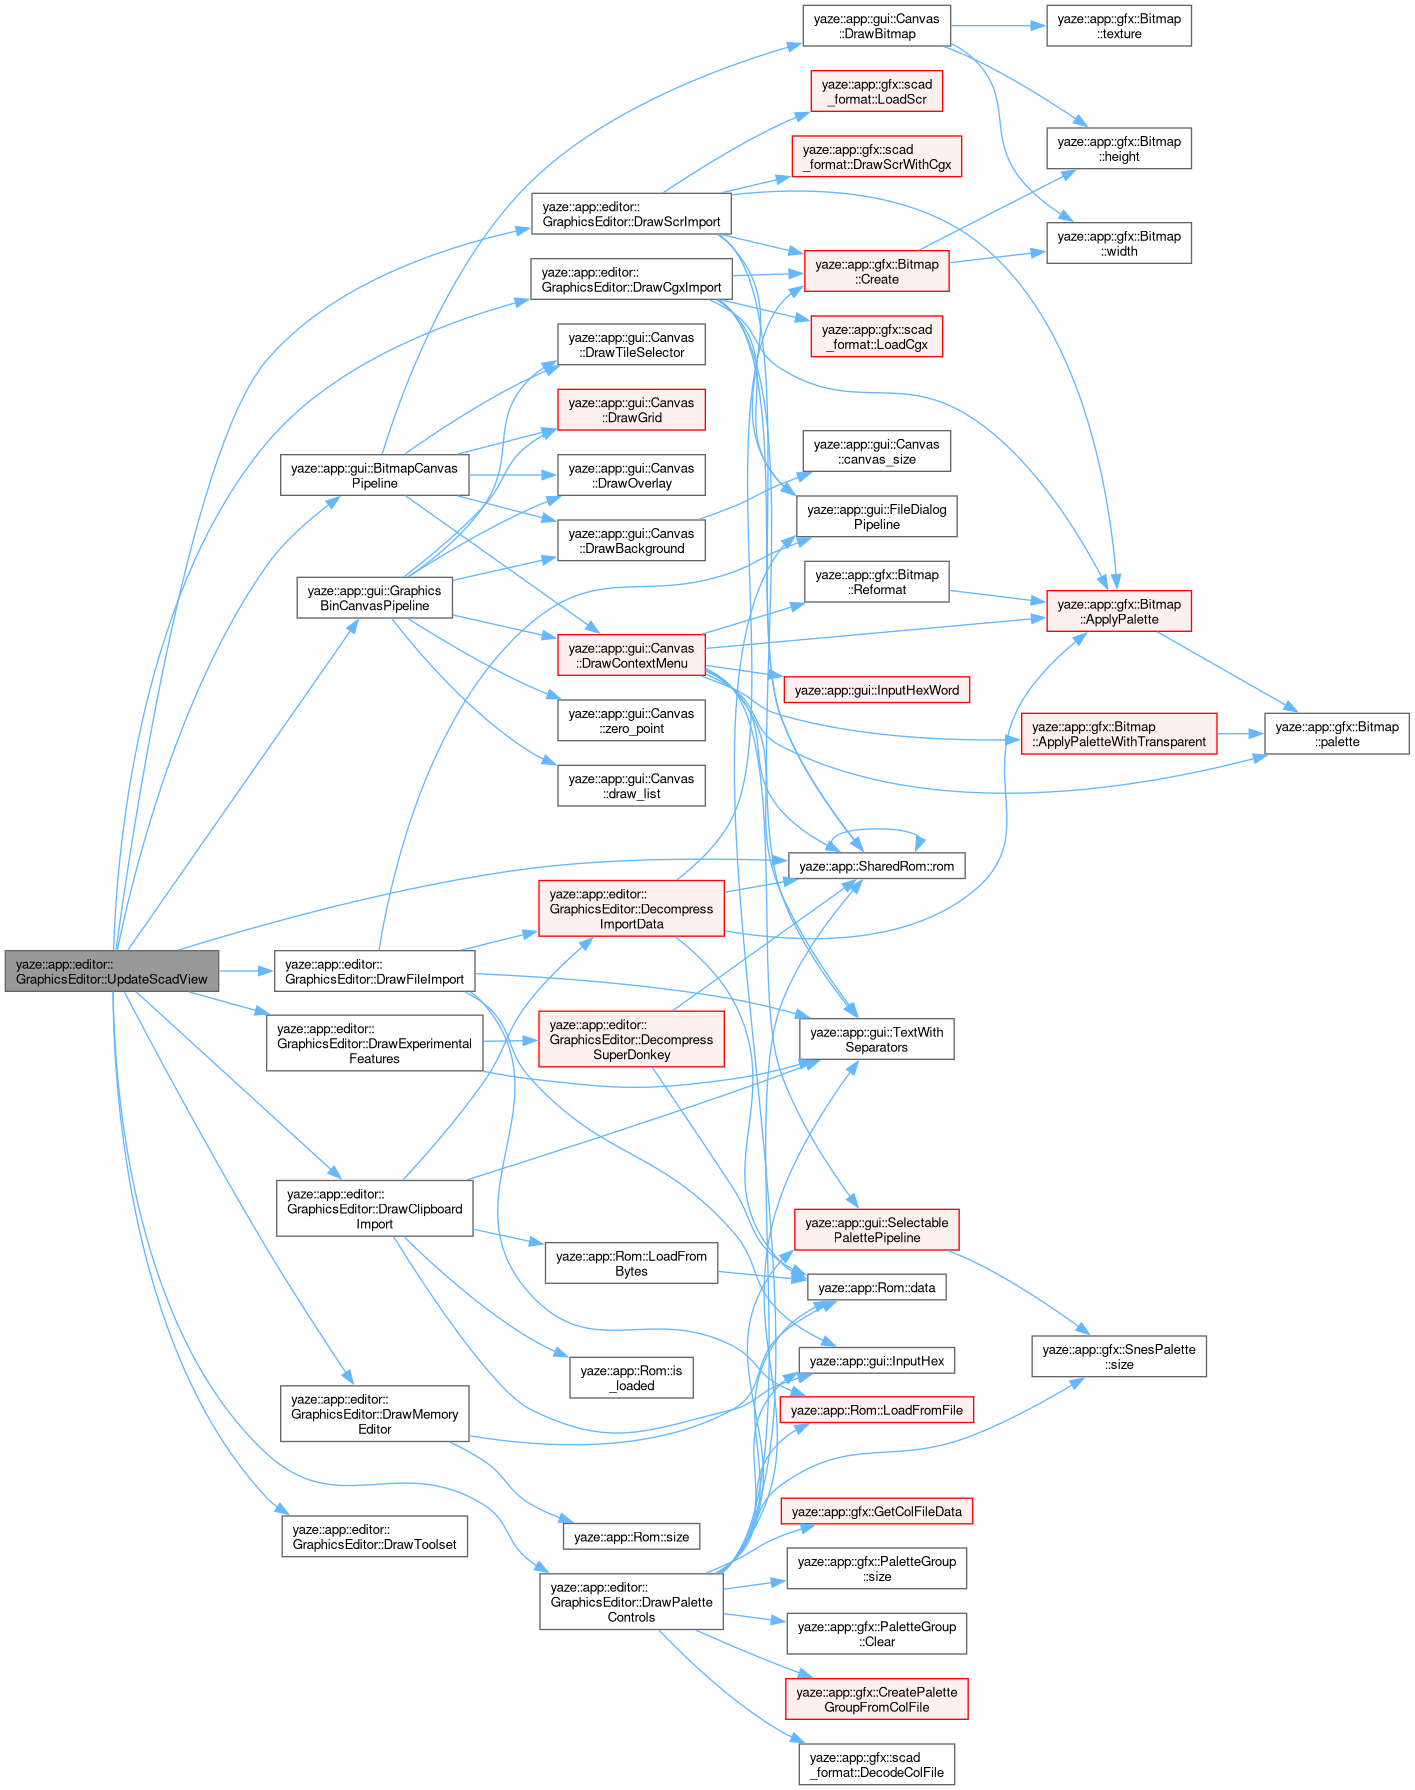 yaze::app::editor::
GraphicsEditor::UpdateScadView
yaze::app::editor::
GraphicsEditor::DrawScrImport
yaze::app::editor::
GraphicsEditor::DrawCgxImport
yaze::app::gui::BitmapCanvas
Pipeline
yaze::app::gui::Graphics
BinCanvasPipeline
yaze::app::editor::
GraphicsEditor::DrawFileImport
yaze::app::editor::
GraphicsEditor::DrawExperimental
Features
yaze::app::editor::
GraphicsEditor::DrawClipboard
Import
yaze::app::editor::
GraphicsEditor::DrawMemory
Editor
yaze::app::editor::
GraphicsEditor::DrawToolset
yaze::app::gui::Canvas
::DrawTileSelector
yaze::app::gui::Canvas
::DrawGrid
yaze::app::gui::Canvas
::DrawOverlay
yaze::app::gui::Canvas
::DrawBackground
yaze::app::gui::Canvas
::DrawContextMenu
yaze::app::gui::Canvas
::zero_point
yaze::app::gui::Canvas
::draw_list
yaze::app::editor::
GraphicsEditor::Decompress
ImportData
yaze::app::editor::
GraphicsEditor::Decompress
SuperDonkey
yaze::app::Rom::LoadFrom
Bytes
yaze::app::Rom::is
_loaded
yaze::app::Rom::size
yaze::app::editor::
GraphicsEditor::DrawPalette
Controls
yaze::app::gui::Canvas
::DrawBitmap
yaze::app::gfx::scad
_format::LoadScr
yaze::app::gfx::scad
_format::DrawScrWithCgx
yaze::app::gfx::Bitmap
::Create
yaze::app::gfx::scad
_format::LoadCgx
yaze::app::gui::Canvas
::canvas_size
yaze::app::gui::FileDialog
Pipeline
yaze::app::gfx::Bitmap
::Reformat
yaze::app::gui::InputHexWord
yaze::app::SharedRom::rom
yaze::app::gui::TextWith
Separators
yaze::app::gui::Selectable
PalettePipeline
yaze::app::Rom::data
yaze::app::gui::InputHex
yaze::app::Rom::LoadFromFile
yaze::app::gfx::GetColFileData
yaze::app::gfx::PaletteGroup
::size
yaze::app::gfx::PaletteGroup
::Clear
yaze::app::gfx::CreatePalette
GroupFromColFile
yaze::app::gfx::scad
_format::DecodeColFile
yaze::app::gfx::Bitmap
::texture
yaze::app::gfx::Bitmap
::height
yaze::app::gfx::Bitmap
::width
yaze::app::gfx::Bitmap
::ApplyPalette
yaze::app::gfx::Bitmap
::ApplyPaletteWithTransparent
yaze::app::gfx::SnesPalette
::size
yaze::app::gfx::Bitmap
::palette